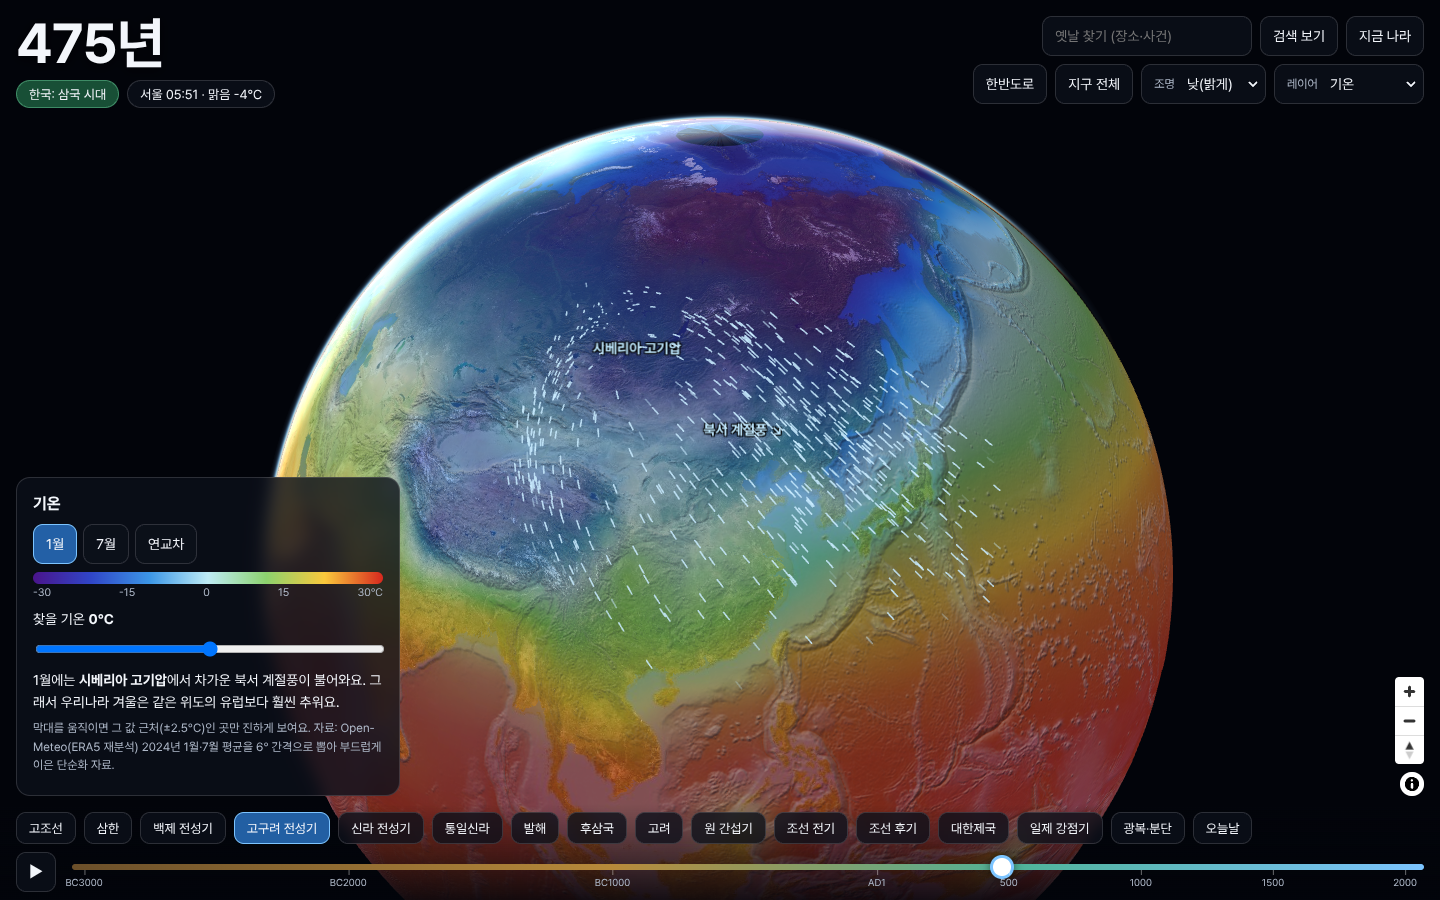 475년
한국: 삼국 시대
서울 05:51 · 맑음 -4°C
옛날 찾기 (장소·사건)
검색 보기
지금 나라
한반도로
지구 전체
조명 낮(밝게)
레이어 기온
시베리아 고기압
북서 계절풍 ↘
기온
1월
7월
연교차
-30 -15 0 15 30°C
찾을 기온 0°C
1월에는 시베리아 고기압에서 차가운 북서 계절풍이 불어와요. 그
래서 우리나라 겨울은 같은 위도의 유럽보다 훨씬 추워요.
막대를 움직이면 그 값 근처(±2.5°C)인 곳만 진하게 보여요. 자료: Open-
Meteo(ERA5 재분석) 2024년 1월·7월 평균을 6° 간격으로 뽑아 부드럽게
이은 단순화 자료.
고조선
삼한
백제 전성기
고구려 전성기
신라 전성기
통일신라
발해
후삼국
고려
원 간섭기
조선 전기
조선 후기
대한제국
일제 강점기
광복·분단
오늘날
BC3000 BC2000 BC1000 AD1 500 1000 1500 2000